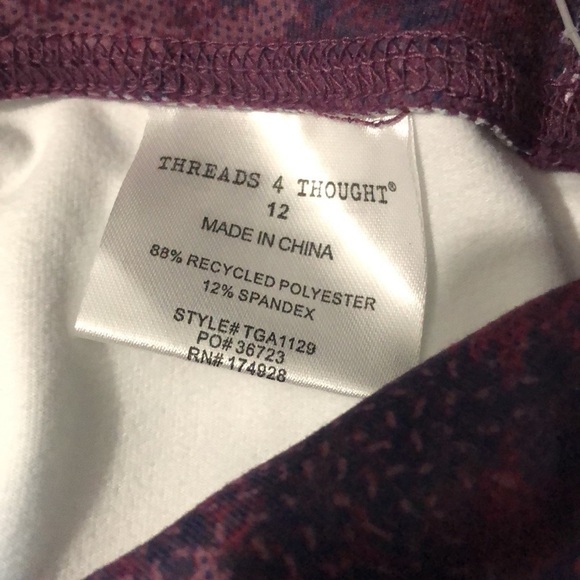 THREADS 4 THOUGHT®
12
MADE IN CHINA
88% RECYCLED POLYESTER
12% SPANDEX
STYLE# TGA1129
PO# 36723
RN# 174928